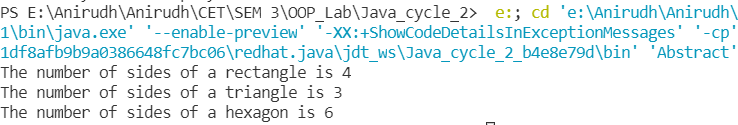 PS E:\Anirudh\Anirudh\CET\SEM 3\OOP_Lab\Java_cycle_2>  e:; cd 'e:\Anirudh\Anirudh\
1\bin\java.exe' '--enable-preview' '-XX:+ShowCodeDetailsInExceptionMessages' '-cp'
1df8afb9b9a0386648fc7bc06\redhat.java\jdt_ws\Java_cycle_2_b4e8e79d\bin' 'Abstract'
The number of sides of a rectangle is 4
The number of sides of a triangle is 3
The number of sides of a hexagon is 6